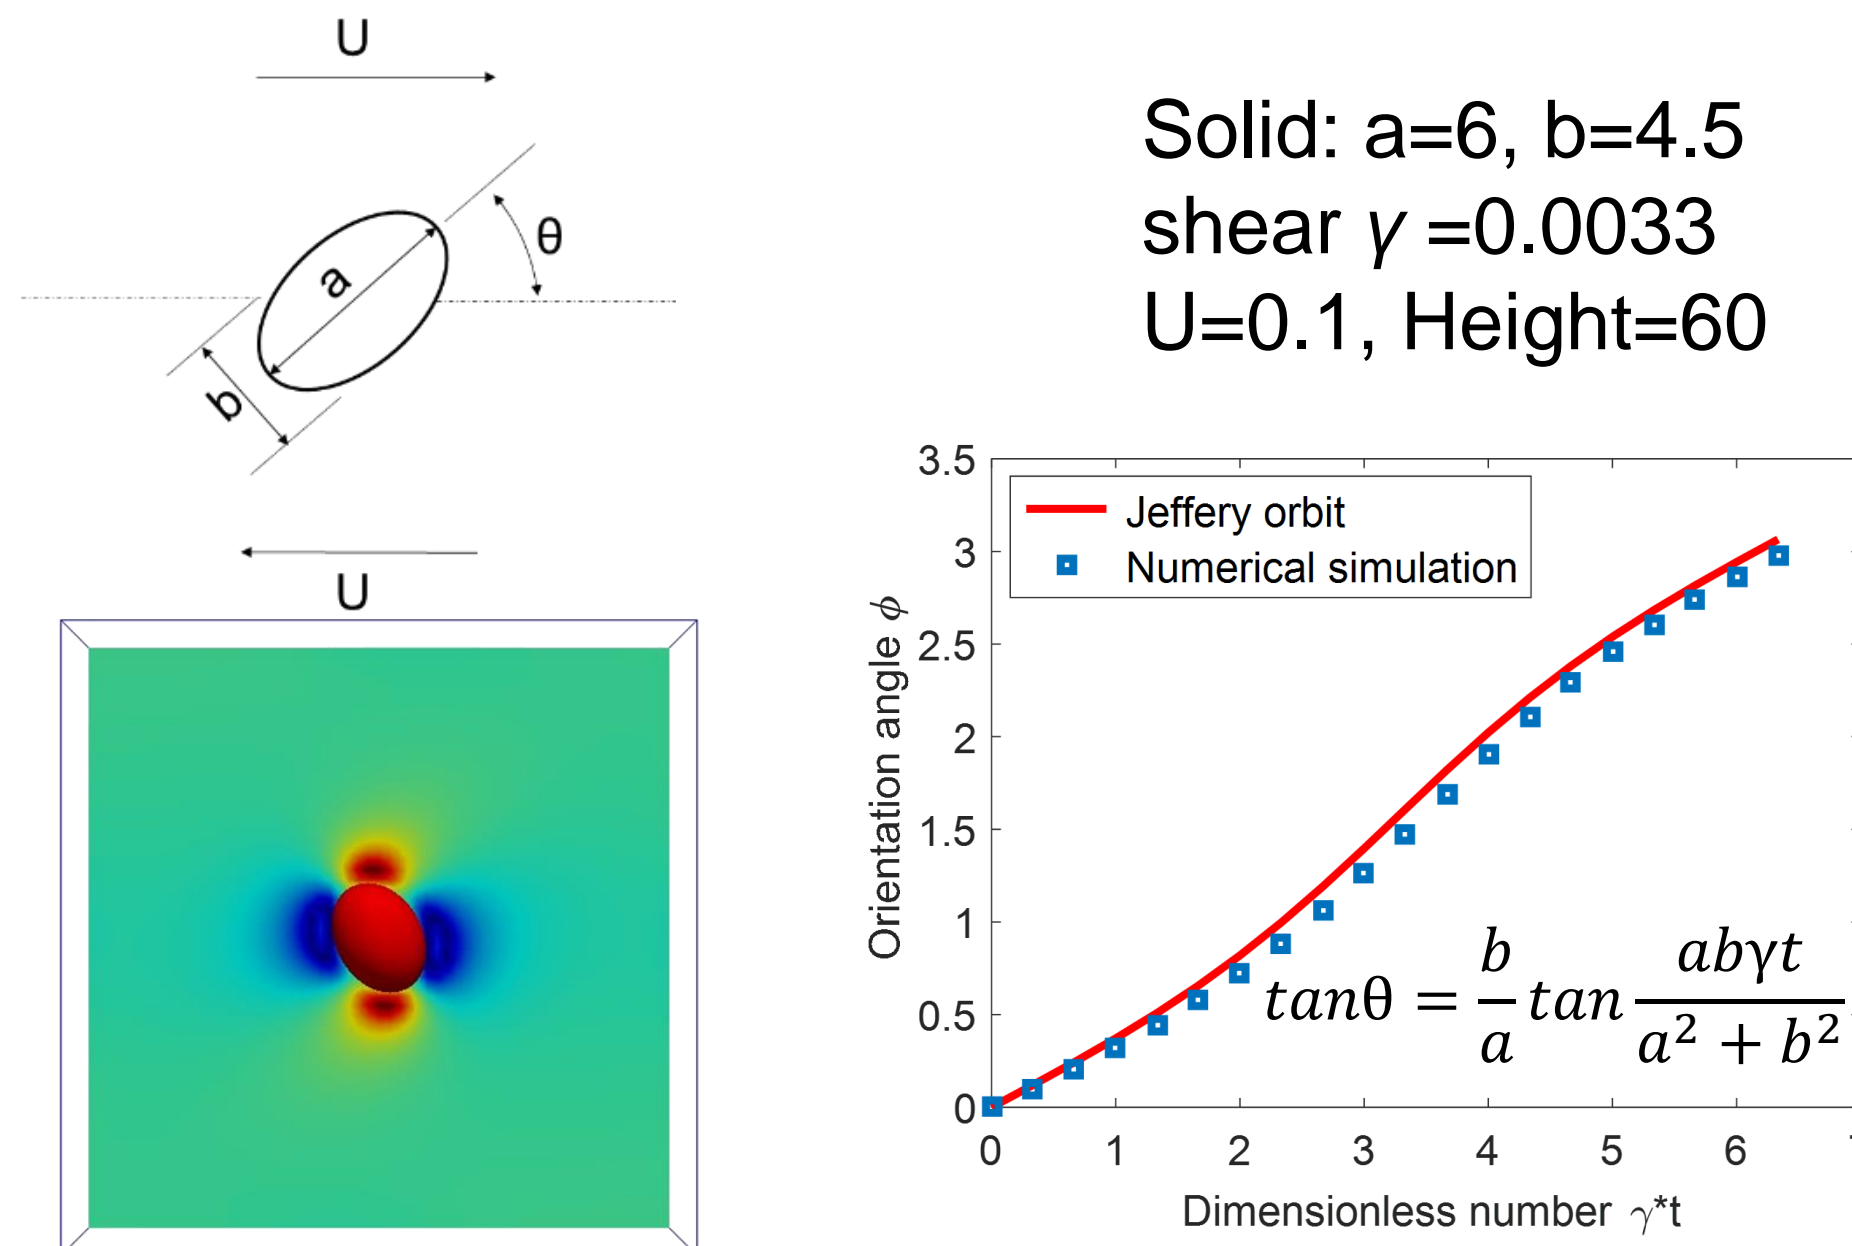 U
θ
a
b
U
Solid: a=6, b=4.5
shear γ =0.0033
U=0.1, Height=60
3.5
3
2.5
2
1.5
1
0.5
0
Orientation angle ϕ
Jeffery orbit
Numerical simulation
tanθ = b/a tan abγt/a² + b²
0 1 2 3 4 5 6
Dimensionless number γ*t